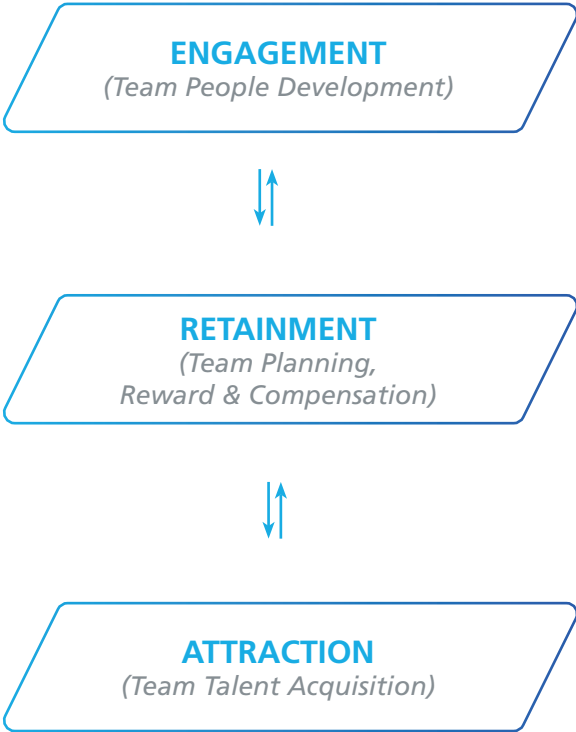 ENGAGEMENT
(Team People Development)
RETAINMENT
(Team Planning,
Reward & Compensation)
ATTRACTION
(Team Talent Acquisition)